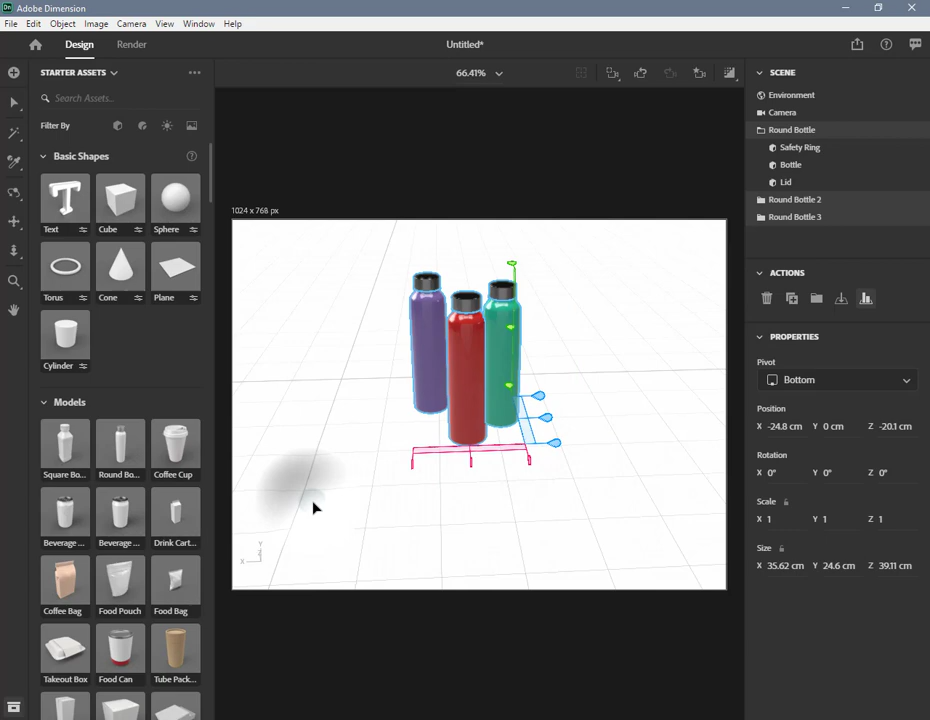 Dn Adobe Dimension
File Edit Object Image Camera View Window Help
Design Render Untitled*
STARTER ASSETS
66.41%
Search Assets...
Filter By
Basic Shapes
Text Cube Sphere
Torus Cone Plane
Cylinder
Models
Square Bo... Round Bo... Coffee Cup
Beverage ... Beverage ... Drink Cart...
Coffee Bag Food Pouch Food Bag
Takeout Box Food Can Tube Pack...
1024 x 768 px
X Y
SCENE
Environment
Camera
Round Bottle
Safety Ring
Bottle
Lid
Round Bottle 2
Round Bottle 3
ACTIONS
PROPERTIES
Pivot
Bottom
Position
X -24.8 cm Y 0 cm Z -20.1 cm
Rotation
X 0° Y 0° Z 0°
Scale
X 1 Y 1 Z 1
Size
X 35.62 cm Y 24.6 cm Z 39.11 cm